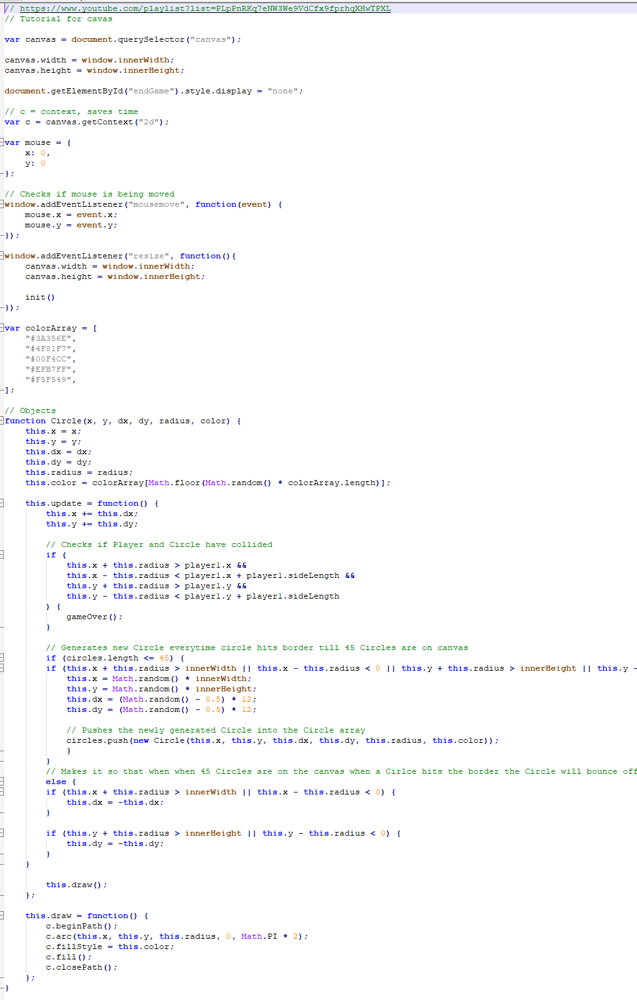 // https://www.youtube.com/playlist?list=PLpPnRKq7eNW3We9VdCfx9fprhqXHwTPXL
// Tutorial for cavas

var canvas = document.querySelector("canvas");

canvas.width = window.innerWidth;
canvas.height = window.innerHeight;

document.getElementById("endGame").style.display = "none";

// c = context, saves time
var c = canvas.getContext("2d");

var mouse = {
    x: 0,
    y: 0
};

// Checks if mouse is being moved
window.addEventListener("mousemove", function(event) {
    mouse.x = event.x;
    mouse.y = event.y;
});

window.addEventListener("resize", function(){
    canvas.width = window.innerWidth;
    canvas.height = window.innerHeight;

    init()
});

var colorArray = [
    "#3A356E",
    "#4F81F7",
    "#00F4CC",
    "#EFB7FF",
    "#F5F549",
];

// Objects
function Circle(x, y, dx, dy, radius, color) {
    this.x = x;
    this.y = y;
    this.dx = dx;
    this.dy = dy;
    this.radius = radius;
    this.color = colorArray[Math.floor(Math.random() * colorArray.length)];

    this.update = function() {
        this.x += this.dx;
        this.y += this.dy;

        // Checks if Player and Circle have collided
        if (
            this.x + this.radius > player1.x &&
            this.x - this.radius < player1.x + player1.sideLength &&
            this.y + this.radius > player1.y &&
            this.y - this.radius < player1.y + player1.sideLength
        ) {
            gameOver();
        }

        // Generates new Circle everytime circle hits border till 45 Circles are on canvas
        if (circles.length <= 45) {
        if (this.x + this.radius > innerWidth || this.x - this.radius < 0 || this.y + this.radius > innerHeight || this.y -
            this.x = Math.random() * innerWidth;
            this.y = Math.random() * innerHeight;
            this.dx = (Math.random() - 0.5) * 12;
            this.dy = (Math.random() - 0.5) * 12;

            // Pushes the newly generated Circle into the Circle array
            circles.push(new Circle(this.x, this.y, this.dx, this.dy, this.radius, this.color));
            }
        }
        // Makes it so that when when 45 Circles are on the canvas when a Cirlce hits the border the Circle will bounce off
        else {
        if (this.x + this.radius > innerWidth || this.x - this.radius < 0) {
            this.dx = -this.dx;
        }

        if (this.y + this.radius > innerHeight || this.y - this.radius < 0) {
            this.dy = -this.dy;
        }
    }

        this.draw();
    };

    this.draw = function() {
        c.beginPath();
        c.arc(this.x, this.y, this.radius, 0, Math.PI * 2);
        c.fillStyle = this.color;
        c.fill();
        c.closePath();
    };
}